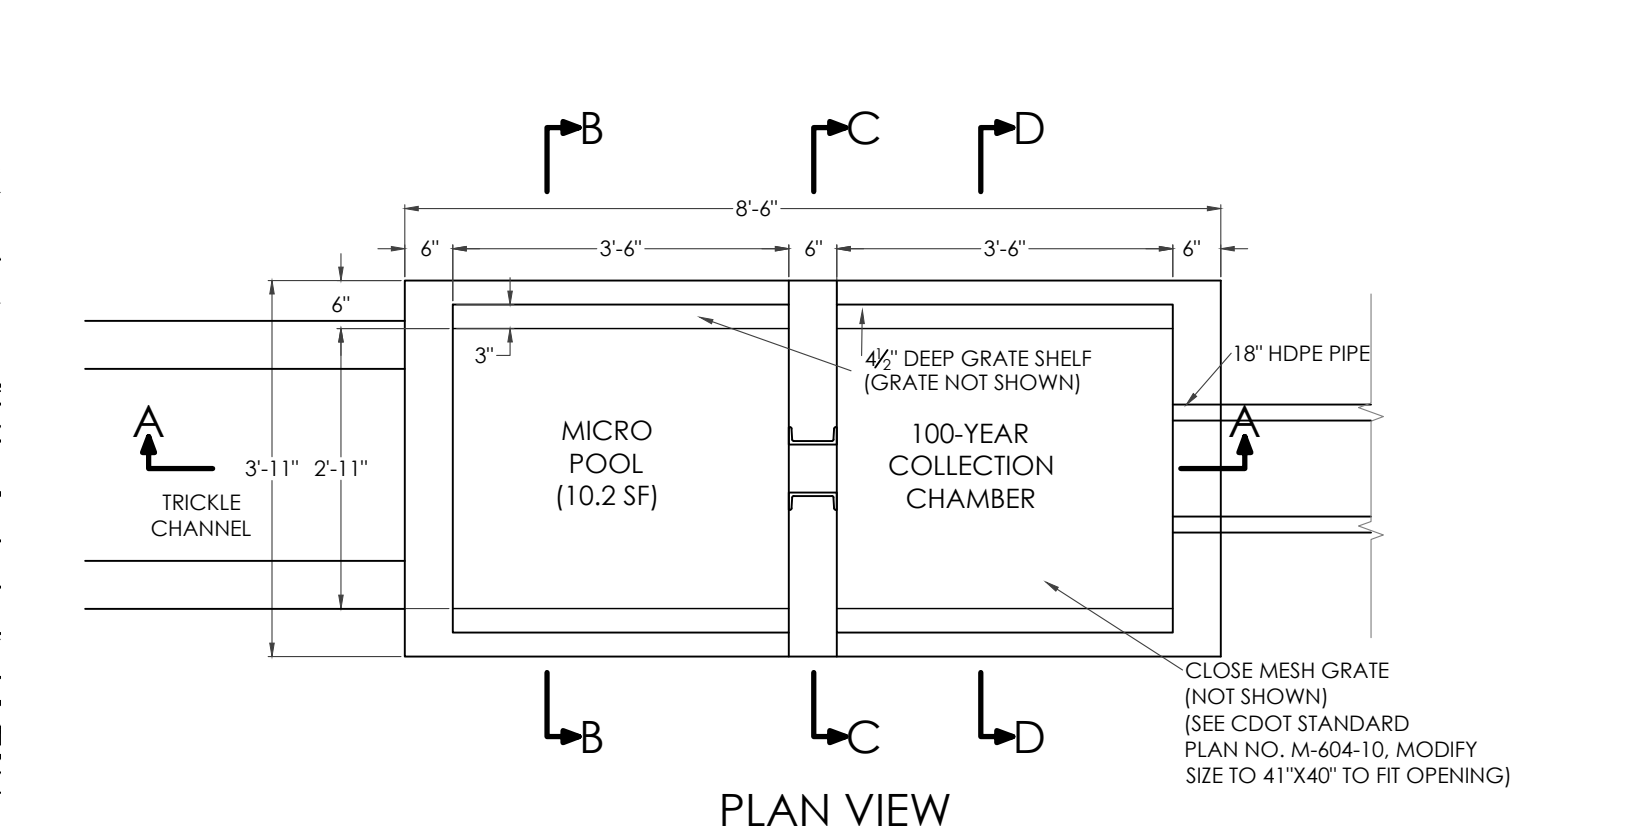 B
C
D
8'-6"
6"
3'-6"
6"
3'-6"
6"
6"
3"
4½" DEEP GRATE SHELF
(GRATE NOT SHOWN)
18" HDPE PIPE
A
A
MICRO
POOL
(10.2 SF)
100-YEAR
COLLECTION
CHAMBER
3'-11"
2'-11"
TRICKLE
CHANNEL
CLOSE MESH GRATE
(NOT SHOWN)
(SEE CDOT STANDARD
PLAN NO. M-604-10, MODIFY
SIZE TO 41"X40" TO FIT OPENING)
B
C
D
PLAN VIEW